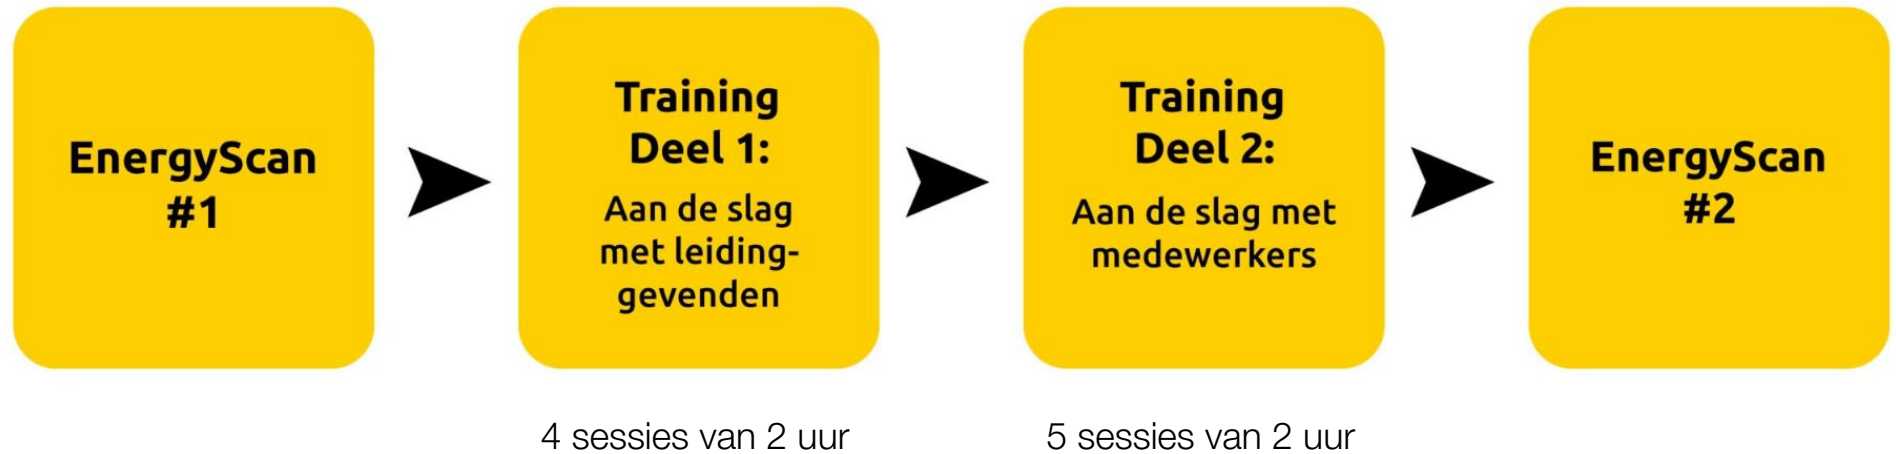 EnergyScan
#1
Training
Deel 1:
Aan de slag
met leiding-
gevenden
4 sessies van 2 uur
Training
Deel 2:
Aan de slag met
medewerkers
5 sessies van 2 uur
EnergyScan
#2